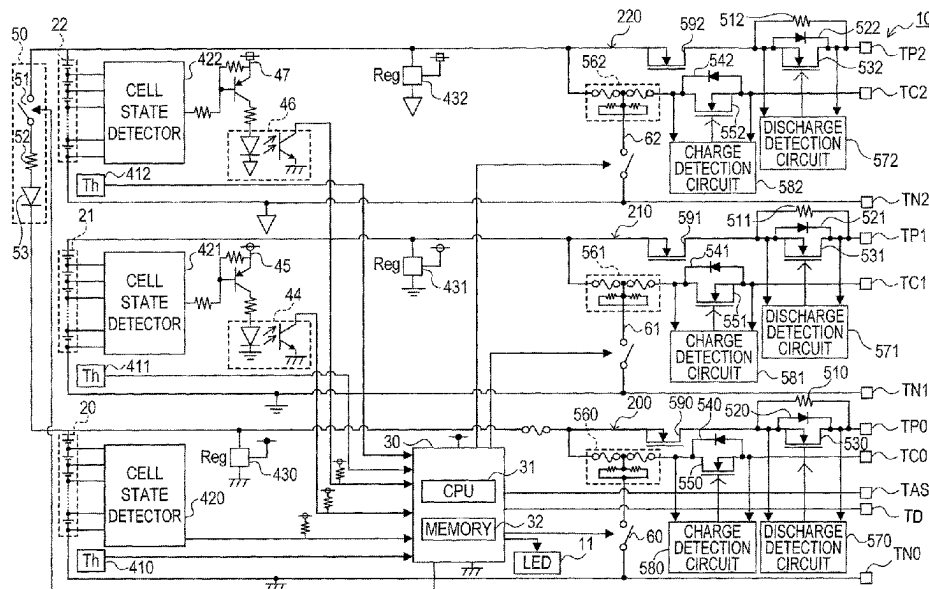 50
22
422
47
46
220
592
512
522
10
TP2
51
CELL
STATE
DETECTOR
Reg
432
562
542
532
TC2
52
62
552
CHARGE
DETECTION
CIRCUIT
582
DISCHARGE
DETECTION
CIRCUIT
572
Th
412
TN2
53
21
421
45
210
591
511
521
TP1
CELL
STATE
DETECTOR
Reg
431
561
541
531
TC1
44
61
551
CHARGE
DETECTION
CIRCUIT
581
DISCHARGE
DETECTION
CIRCUIT
571
Th
411
TN1
20
30
200
560
590
540
510
520
TP0
Reg
430
530
TC0
CELL
STATE
DETECTOR
420
31
CPU
550
TAS
TD
MEMORY
32
60
LED
11
580
CHARGE
DETECTION
CIRCUIT
DISCHARGE
DETECTION
CIRCUIT
570
TN0
Th
410